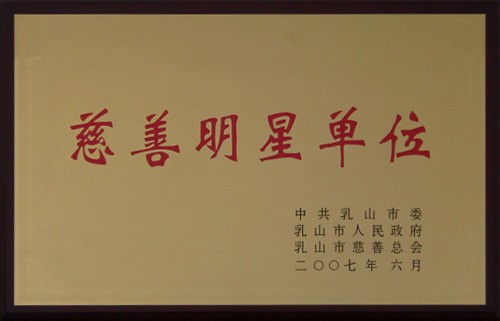 慈善明星单位
中共乳山市委
乳山市人民政府
乳山市慈善总会
二〇〇七年六月